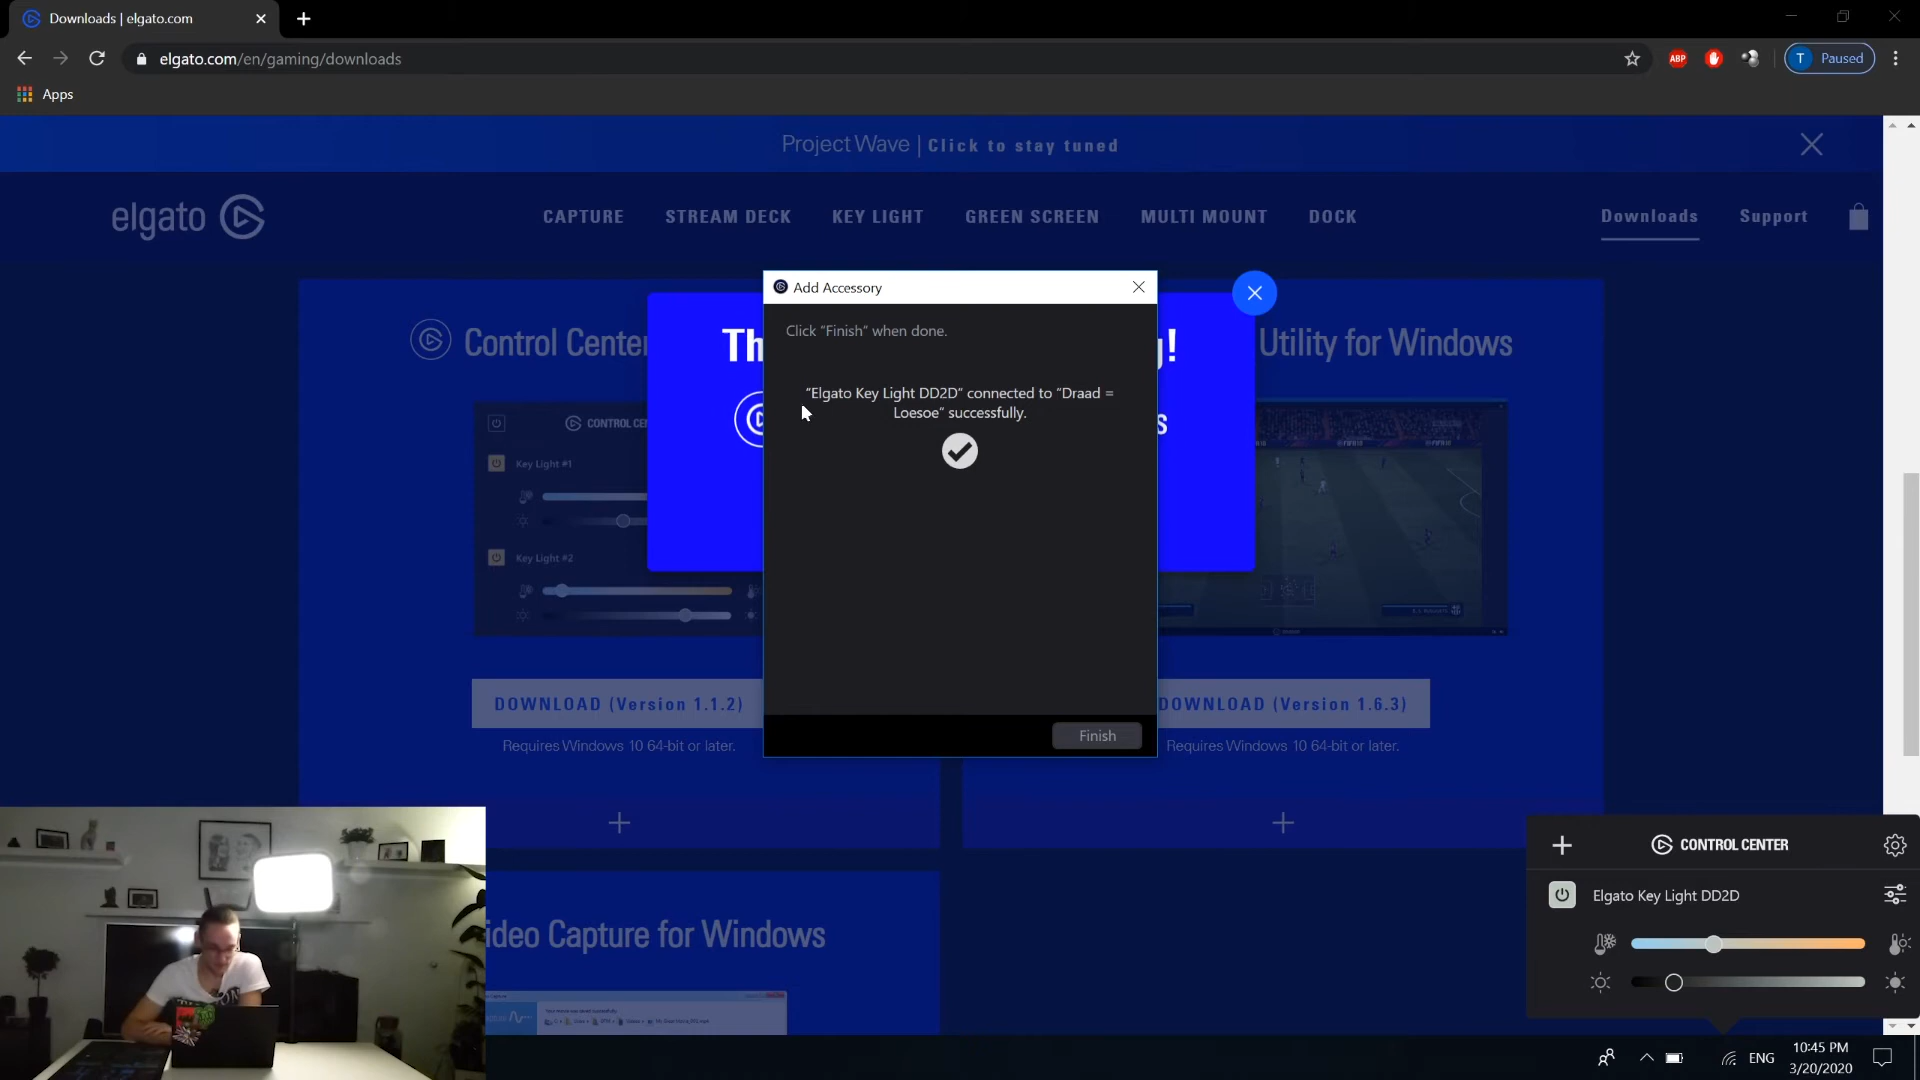 Downloads | elgato.com
elgato.com/en/gaming/downloads
ABP
T Paused
Apps
Project Wave | Click to stay tuned
elgato
CAPTURE STREAM DECK KEY LIGHT GREEN SCREEN MULTI MOUNT DOCK
Downloads Support
Add Accessory
Click “Finish” when done.
“Elgato Key Light DD2D” connected to “Draad =
Loesoe” successfully.
Finish
Control Center
Th
g!
s
Utility for Windows
Key Light #1
Key Light #2
DOWNLOAD (Version 1.1.2)
Requires Windows 10 64-bit or later.
DOWNLOAD (Version 1.6.3)
Requires Windows 10 64-bit or later.
ideo Capture for Windows
CONTROL CENTER
Elgato Key Light DD2D
ENG
10:45 PM
3/20/2020